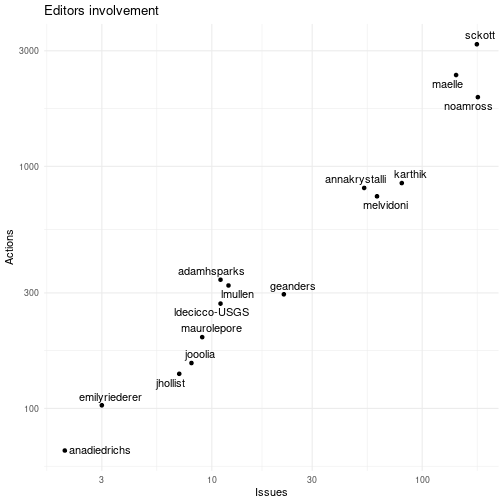 Editors involvement
sckott
3000
maelle
noamross
1000
karthik
annakrystalli
melvidoni
Actions
adamhsparks
geanders
300
lmullen
ldecicco-USGS
maurolepore
jooolia
jhollist
emilyriederer
100
anadiedrichs
3
10
30
100
Issues